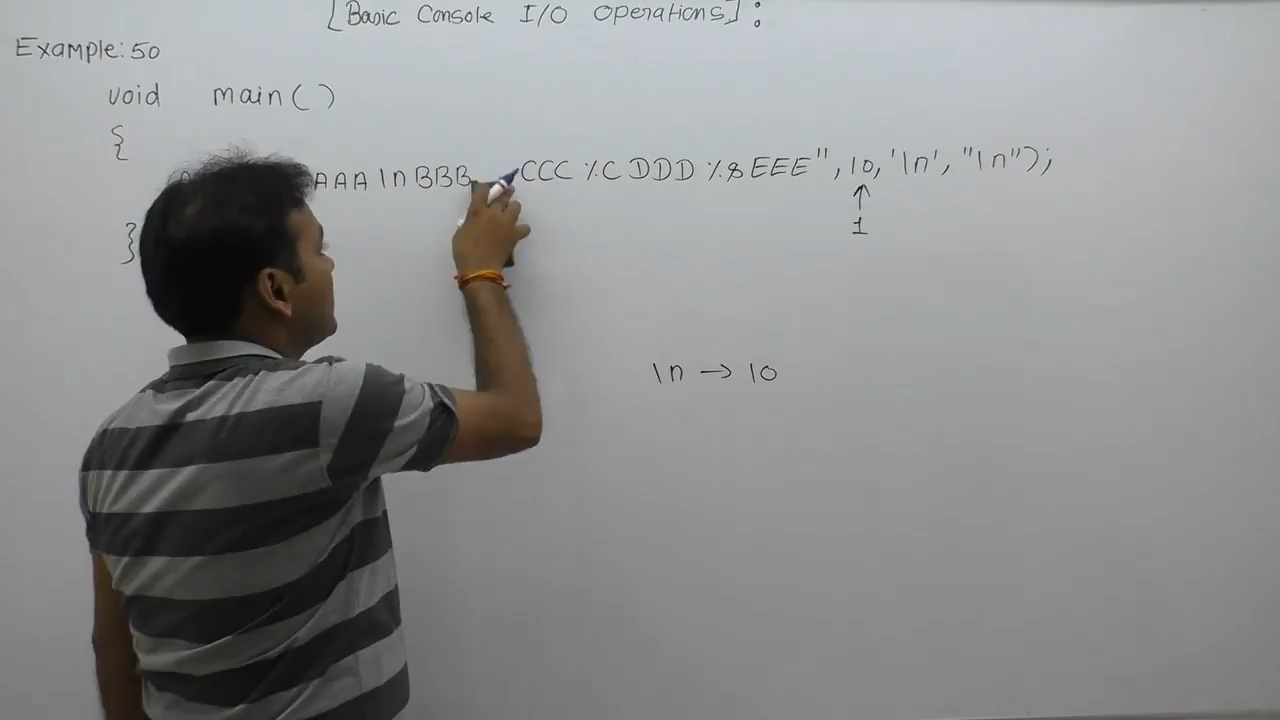 [Basic Console I/O Operations]:
Example: 50
void main()
{
AAA\nBBB CCC %C DDD %s EEE", 10, '\n', "\n");
1
}
\n → 10